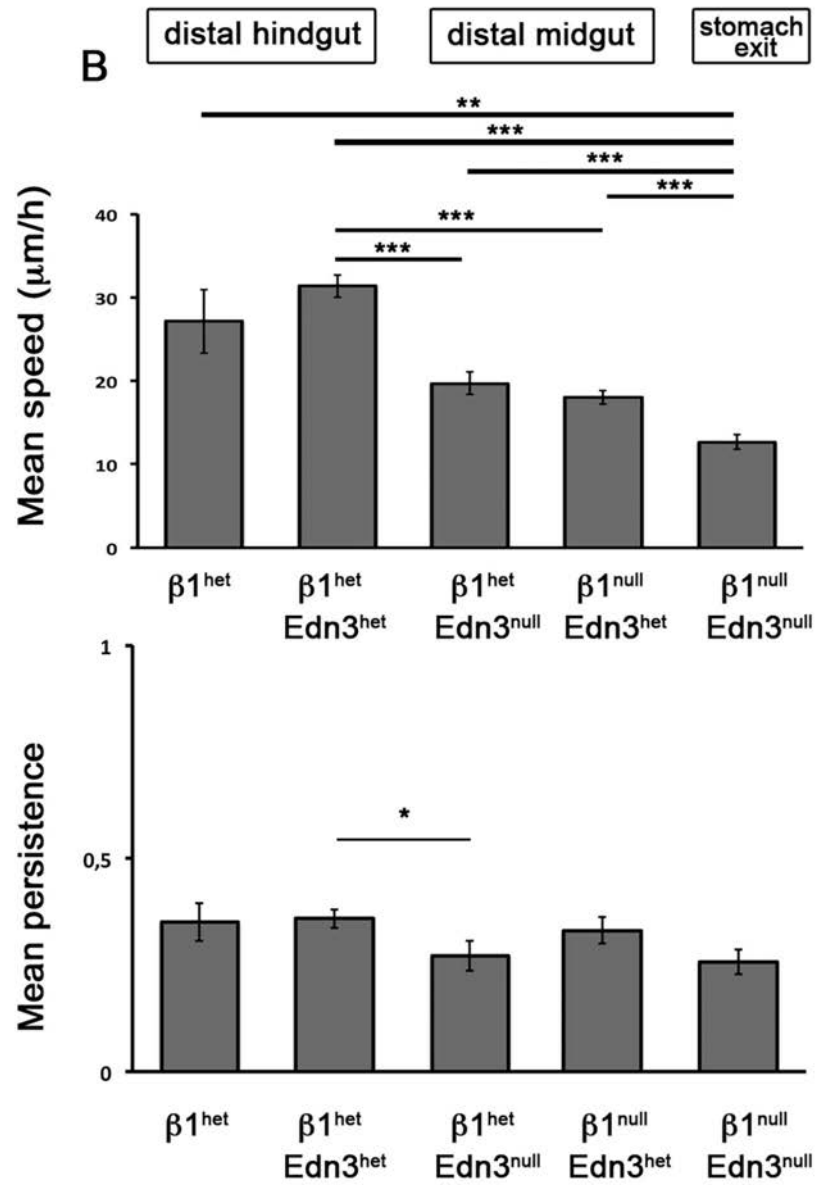 distal hindgut
distal midgut
stomach
exit
B
**
***
***
***
***
***
Mean speed (μm/h)
40
30
20
10
0
β1het
β1het
Edn3het
β1het
Edn3null
β1null
Edn3het
β1null
Edn3null
Mean persistence
1
0,5
0
*
β1het
β1het
Edn3het
β1het
Edn3null
β1null
Edn3het
β1null
Edn3null